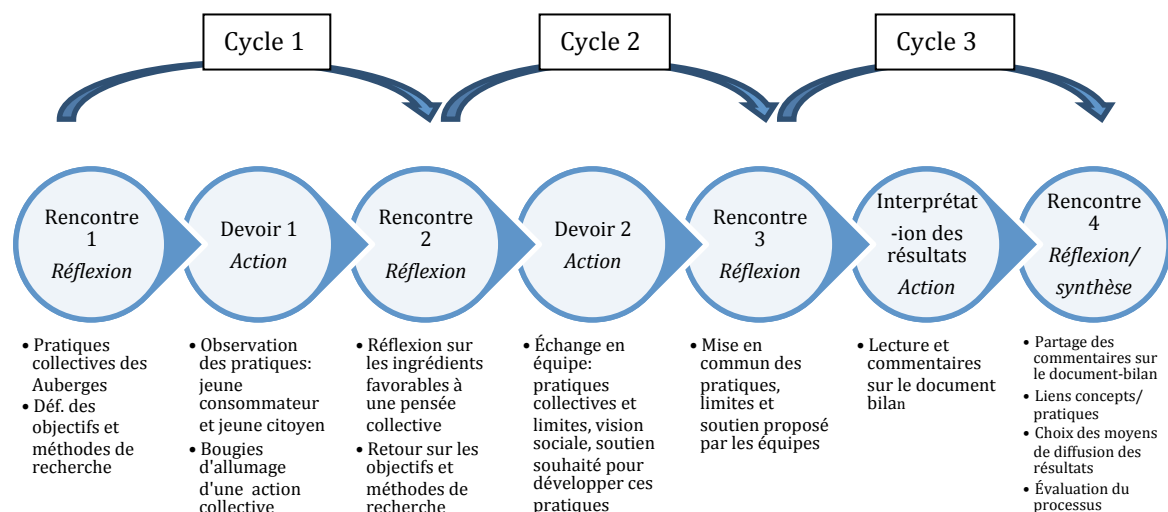 Cycle 1
Cycle 2
Cycle 3
Rencontre
1
Réflexion
Devoir 1
Action
Rencontre
2
Réflexion
Devoir 2
Action
Rencontre
3
Réflexion
Interprétat
-ion des
résultats
Action
Rencontre
4
Réflexion/
synthèse
• Pratiques
collectives des
Auberges
• Déf. des
objectifs et
méthodes de
recherche
• Observation
des pratiques:
jeune
consommateur
et jeune citoyen
• Bougies
d'allumage
d'une action
collective
• Réflexion sur
les ingrédients
favorables à
une pensée
collective
• Retour sur les
objectifs et
méthodes de
recherche
• Échange en
équipe:
pratiques
collectives et
limites, vision
sociale, soutien
souhaité pour
développer ces
pratiques
• Mise en
commun des
pratiques,
limites et
soutien proposé
par les équipes
• Lecture et
commentaires
sur le document
bilan
• Partage des
commentaires sur
le document-bilan
• Liens concepts/
pratiques
• Choix des moyens
de diffusion des
résultats
• Évaluation du
processus